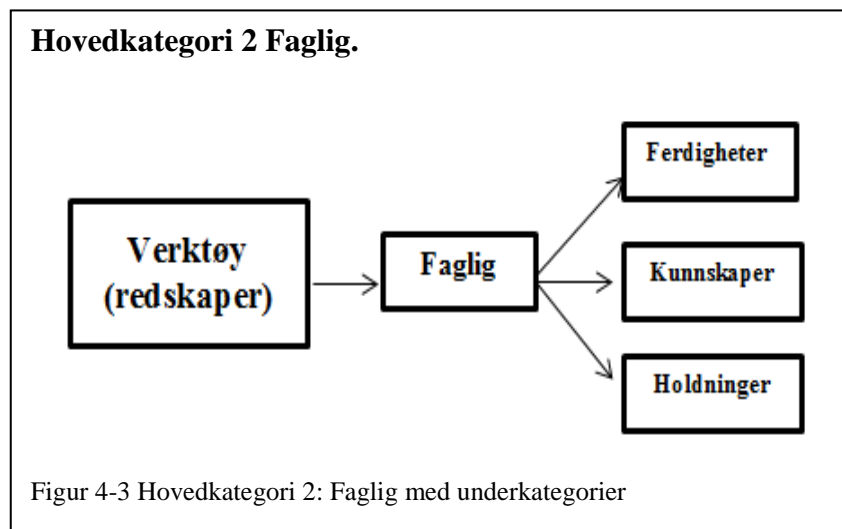 Hovedkategori 2 Faglig.
Verktøy
(redskaper)
Faglig
Ferdigheter
Kunnskaper
Holdninger
Figur 4-3 Hovedkategori 2: Faglig med underkategorier